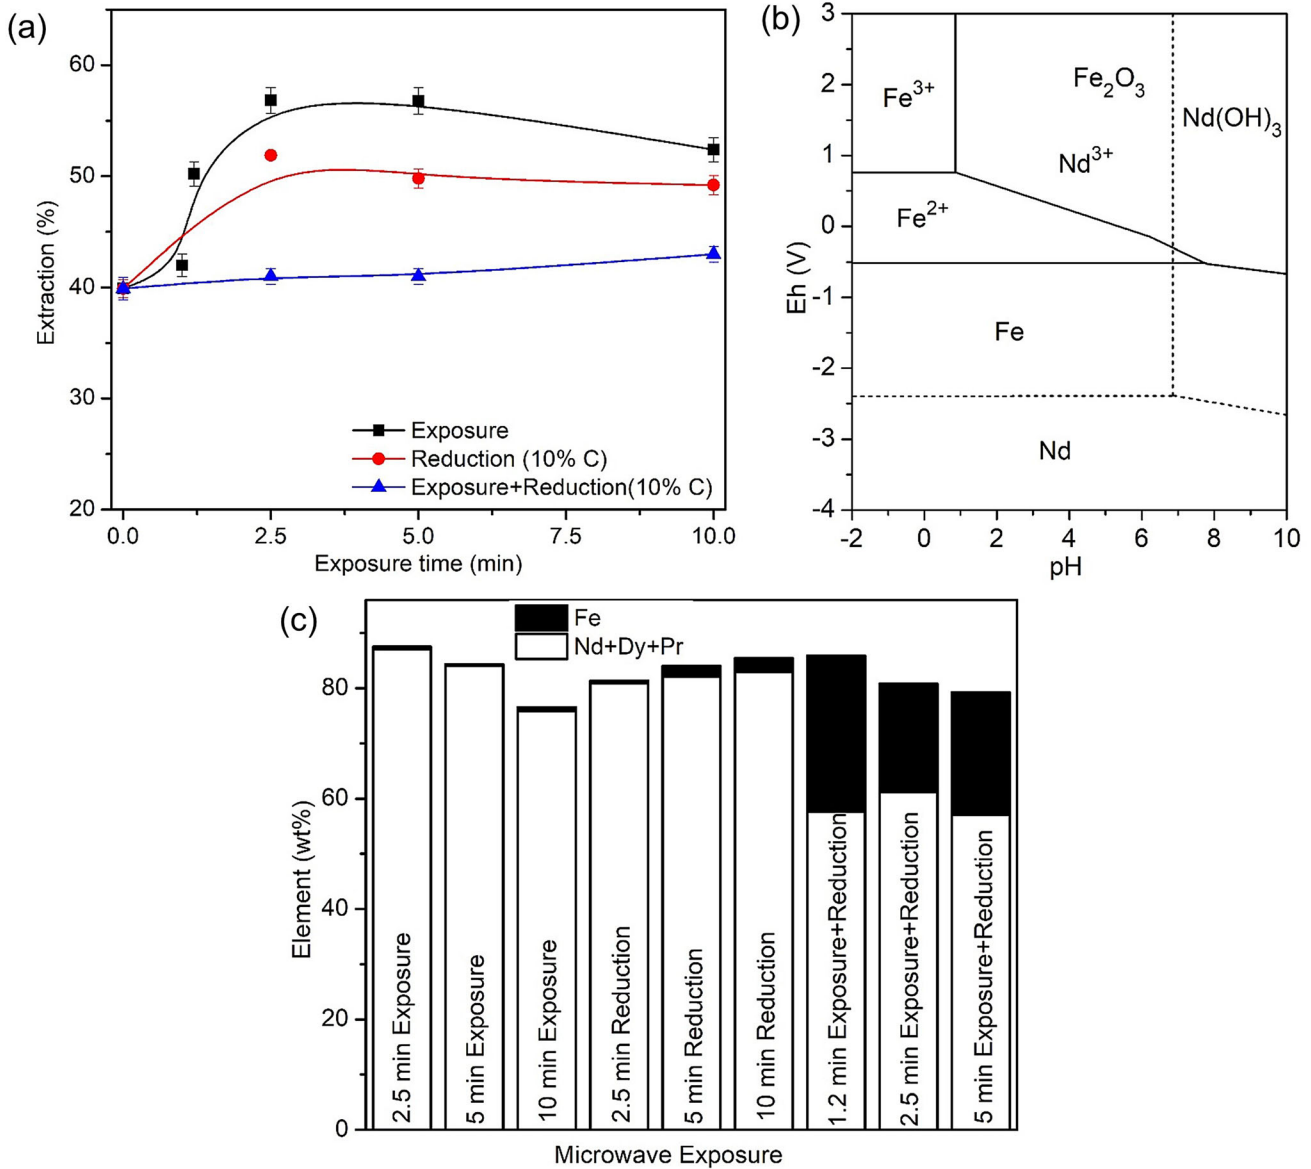 (a)
60
50
40
30
20
Extraction (%)
Exposure
Reduction (10% C)
Exposure+Reduction(10% C)
0.0 2.5 5.0 7.5 10.0
Exposure time (min)
(b)
3
2
1
0
-1
-2
-3
-4
Eh (V)
Fe3+
Fe2O3
Nd(OH)3
Nd3+
Fe2+
Fe
Nd
-2 0 2 4 6 8 10
pH
(c)
Fe
Nd+Dy+Pr
80
60
40
20
0
Element (wt%)
2.5 min Exposure
5 min Exposure
10 min Exposure
2.5 min Reduction
5 min Reduction
10 min Reduction
1.2 min Exposure+Reduction
2.5 min Exposure+Reduction
5 min Exposure+Reduction
Microwave Exposure